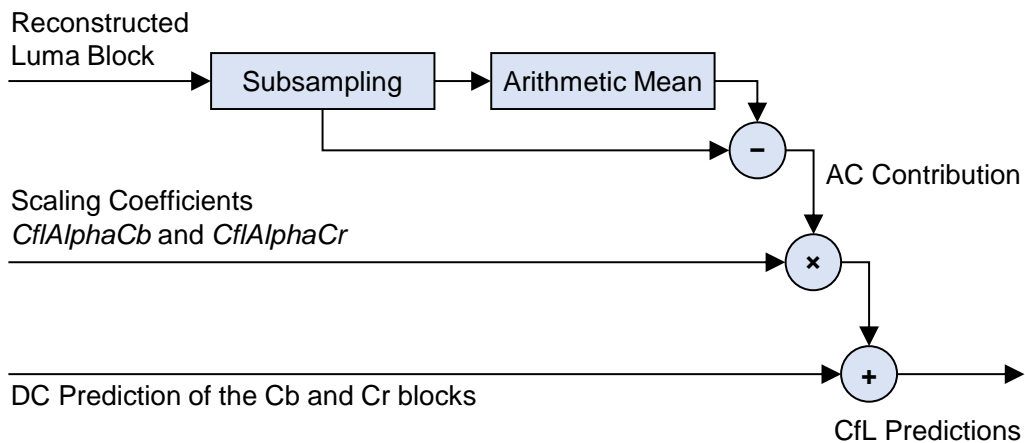 Reconstructed
Luma Block
Subsampling
Arithmetic Mean
−
AC Contribution
Scaling Coefficients
CflAlphaCb and CflAlphaCr
×
+
DC Prediction of the Cb and Cr blocks
CfL Predictions